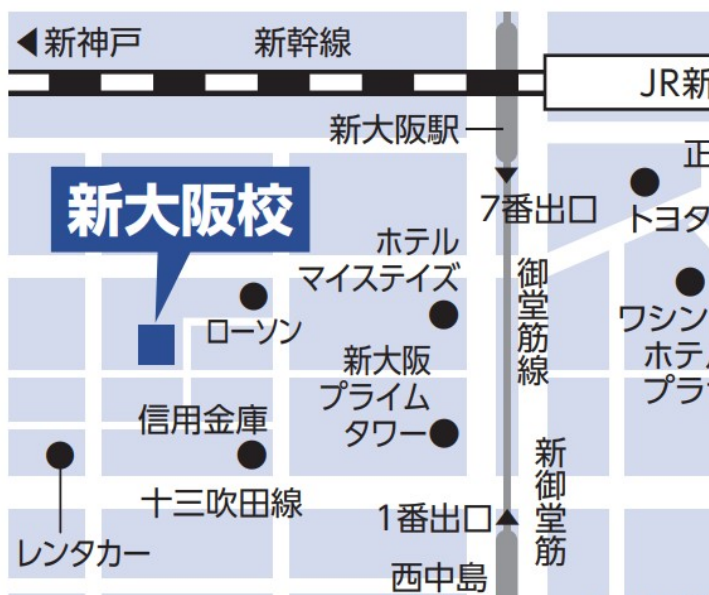 新神戸
新幹線
JR新
新大阪駅
正
新大阪校
7番出口
トヨタ
ホテル
マイステイズ
御堂筋線
ローソン
ワシン
ホテル
プラ
新大阪
プライム
タワー
信用金庫
新御堂筋
十三吹田線
1番出口
レンタカー
西中島